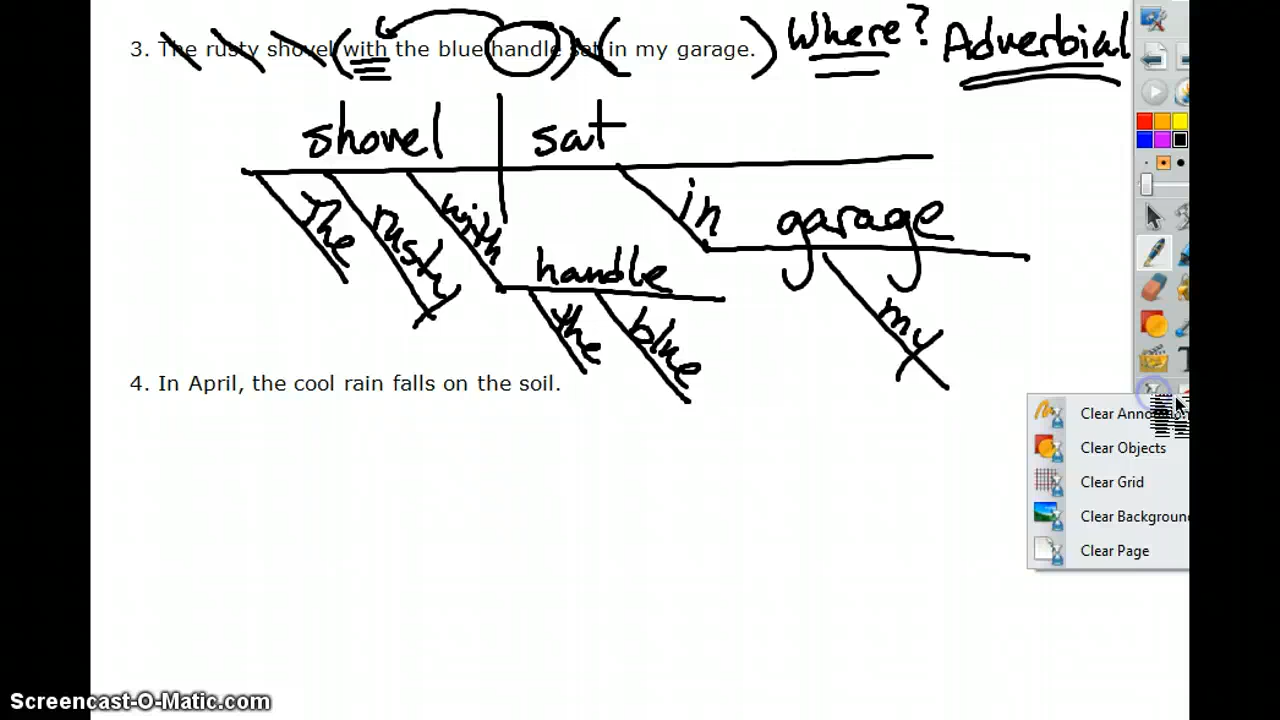 Where? Adverbial
3. The rusty shovel with the blue handle sat in my garage.
shovel sat
The rusty with in garage
handle
the blue my
4. In April, the cool rain falls on the soil.
Clear Objects
Clear Grid
Clear Background
Clear Page
Screencast-O-Matic.com